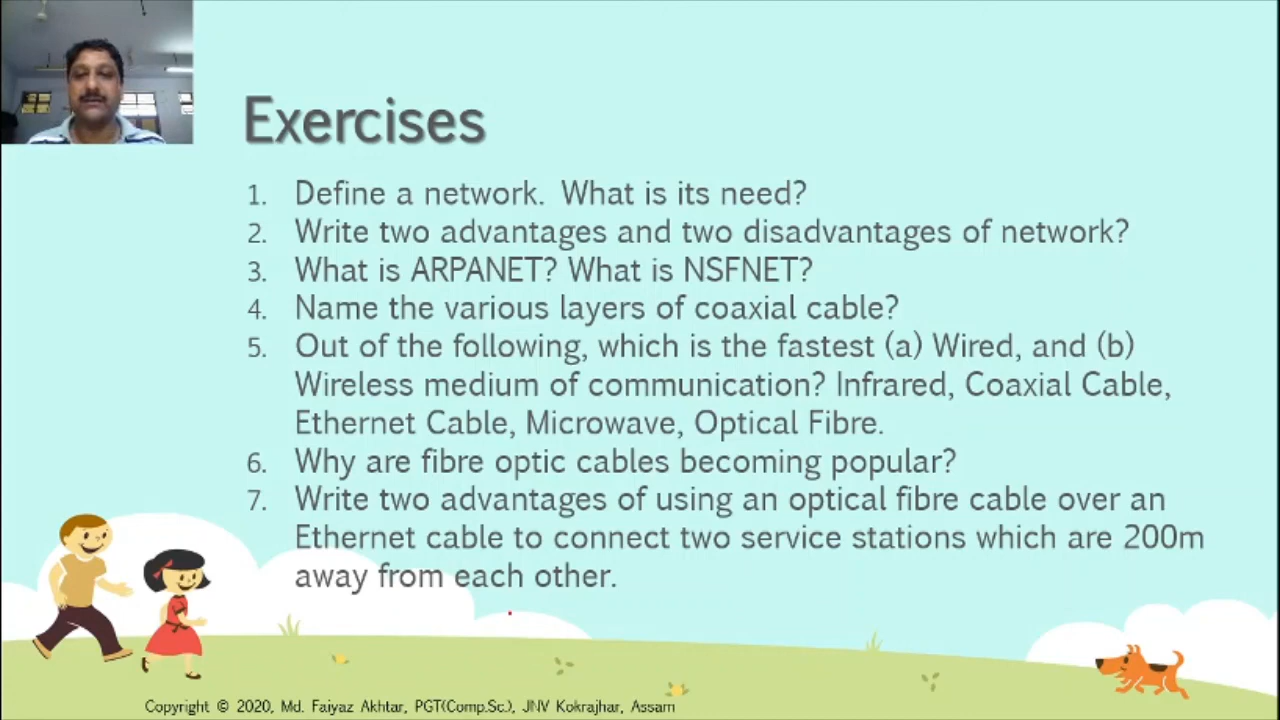 Exercises
1. Define a network. What is its need?
2. Write two advantages and two disadvantages of network?
3. What is ARPANET? What is NSFNET?
4. Name the various layers of coaxial cable?
5. Out of the following, which is the fastest (a) Wired, and (b)
Wireless medium of communication? Infrared, Coaxial Cable,
Ethernet Cable, Microwave, Optical Fibre.
6. Why are fibre optic cables becoming popular?
7. Write two advantages of using an optical fibre cable over an
Ethernet cable to connect two service stations which are 200m
away from each other.
Copyright © 2020, Md. Faiyaz Akhtar, PGT(Comp.Sc.), JNV Kokrajhar, Assam